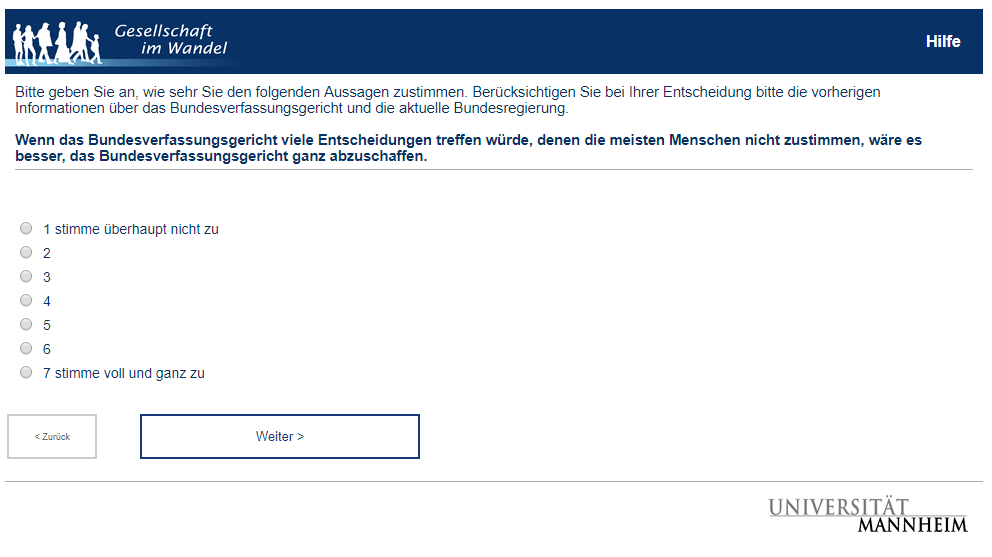 Gesellschaft
im Wandel
Hilfe
Bitte geben Sie an, wie sehr Sie den folgenden Aussagen zustimmen. Berücksichtigen Sie bei Ihrer Entscheidung bitte die vorherigen
Informationen über das Bundesverfassungsgericht und die aktuelle Bundesregierung.
Wenn das Bundesverfassungsgericht viele Entscheidungen treffen würde, denen die meisten Menschen nicht zustimmen, wäre es
besser, das Bundesverfassungsgericht ganz abzuschaffen.
1 stimme überhaupt nicht zu
2
3
4
5
6
7 stimme voll und ganz zu
< Zurück
Weiter >
UNIVERSITÄT
MANNHEIM